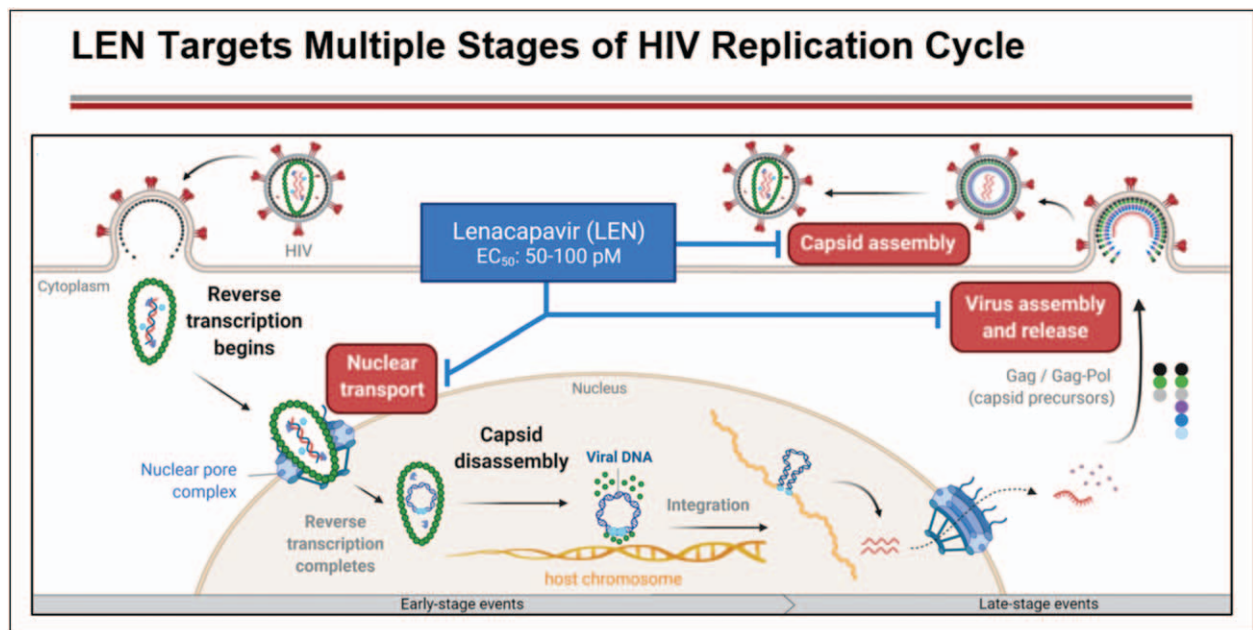 LEN Targets Multiple Stages of HIV Replication Cycle
HIV
Lenacapavir (LEN)
EC₅₀: 50-100 pM
Capsid assembly
Cytoplasm
Reverse
transcription
begins
Virus assembly
and release
Nuclear
transport
Nucleus
Gag / Gag-Pol
(capsid precursors)
Nuclear pore
complex
Capsid
disassembly
Viral DNA
Integration
Reverse
transcription
completes
host chromosome
Early-stage events
Late-stage events